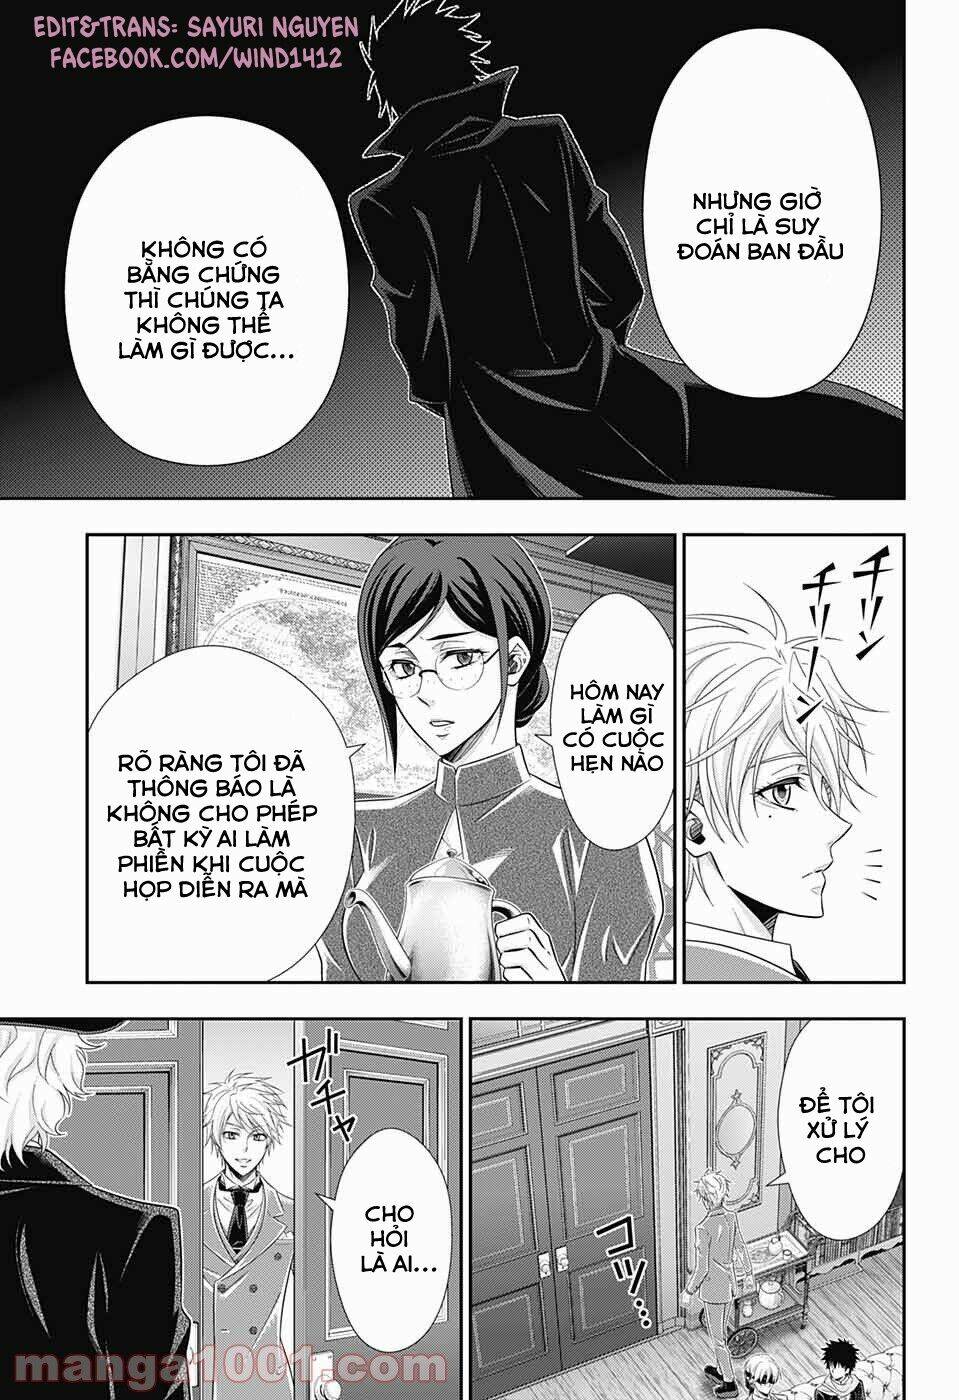 EDIT&TRANS: SAYURI NGUYEN
FACEBOOK.COM/WIND1412
NHƯNG GIỜ
CHỈ LÀ SUY
ĐOÁN BAN ĐẦU
KHÔNG CÓ
BẰNG CHỨNG
THÌ CHÚNG TA
KHÔNG THỂ
LÀM GÌ ĐƯỢC...
チリン
チリン
HÔM NAY
LÀM GÌ
CÓ CUỘC
HẸN NÀO
RÕ RÀNG TÔI ĐÃ
THÔNG BÁO LÀ
KHÔNG CHO PHÉP
BẤT KỲ AI LÀM
PHIỀN KHI CUỘC
HỌP DIỄN RA MÀ
ĐỂ TÔI
XỬ LÝ
CHO
コツ...
ガチャ
CHO
HỎI
LÀ AI...
manga1001.com